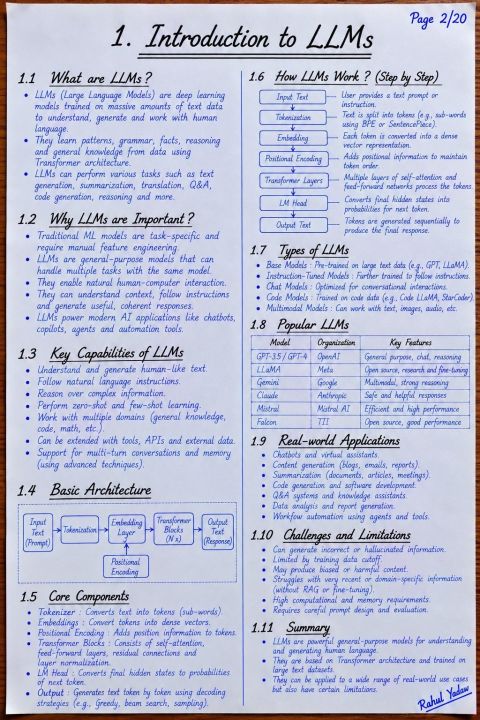 Page 2/20
1. Introduction to LLMs
1.1 What are LLMs?
• LLMs (Large Language Models) are deep learning
models trained on massive amounts of text data
to understand, generate and work with human
language.
• They learn patterns, grammar, facts, reasoning
and general knowledge from data using
Transformer architecture.
• LLMs can perform various tasks such as text
generation, summarization, translation, Q&A,
code generation, reasoning and more.
1.2 Why LLMs are Important?
• Traditional ML models are task-specific and
require manual feature engineering.
• LLMs are general-purpose models that can
handle multiple tasks with the same model.
• They enable natural human-computer interaction.
• They can understand context, follow instructions
and generate useful, coherent responses.
• LLMs power modern AI applications like chatbots,
copilots, agents and automation tools.
1.3 Key Capabilities of LLMs
• Understand and generate human-like text.
• Follow natural language instructions.
• Reason over complex information.
• Perform zero-shot and few-shot learning.
• Work with multiple domains (general knowledge,
code, math, etc.)
• Can be extended with tools, APIs and external data.
• Support for multi-turn conversations and memory
(using advanced techniques).
1.4 Basic Architecture
Input Text (Prompt)
Tokenization
Embedding Layer
Transformer Blocks (N x)
Output Text (Response)
Positional Encoding
1.5 Core Components
• Tokenizer : Converts text into tokens (sub-words).
• Embeddings : Convert tokens into dense vectors.
• Positional Encoding : Adds position information to tokens.
• Transformer Blocks : Consists of self-attention,
feed-forward layers, residual connections and
layer normalization.
• LM Head : Converts final hidden states to probabilities
of next token.
• Output : Generates text token by token using decoding
strategies (e.g., Greedy, beam search, sampling).
1.6 How LLMs Work ? (Step by Step)
Input Text User provides a text prompt or
instruction.
Tokenization Text is split into tokens (e.g., sub-words
using BPE or SentencePiece).
Embedding Each token is converted into a dense
vector representation.
Positional Encoding Adds positional information to maintain
token order.
Transformer Layers Multiple layers of self-attention and
feed-forward networks process the tokens.
LM Head Converts final hidden states into
probabilities for next token.
Output Text Tokens are generated sequentially to
produce the final response.
1.7 Types of LLMs
• Base Models : Pre-trained on large text data (e.g., GPT, LLaMA).
• Instruction-Tuned Models : Further trained to follow instructions.
• Chat Models : Optimized for conversational interactions.
• Code Models : Trained on code data (e.g., Code LLaMA, StarCoder).
• Multimodal Models : Can work with text, images, audio, etc.
1.8 Popular LLMs
Model Organization Key Features
GPT-3.5 / GPT-4 OpenAI General purpose, chat, reasoning
LLaMA Meta Open source, research and fine-tuning
Gemini Google Multimodal, strong reasoning
Claude Anthropic Safe and helpful responses
Mistral Mistral AI Efficient and high performance
Falcon TII Open source, good performance
1.9 Real-world Applications
• Chatbots and virtual assistants.
• Content generation (blogs, emails, reports).
• Summarization (documents, articles, meetings).
• Code generation and software development.
• Q&A systems and knowledge assistants.
• Data analysis and report generation.
• Workflow automation using agents and tools.
1.10 Challenges and Limitations
• Can generate incorrect or hallucinated information.
• Limited by training data cutoff.
• May produce biased or harmful content.
• Struggles with very recent or domain-specific information
(without RAG or fine-tuning).
• High computational and memory requirements.
• Requires careful prompt design and evaluation.
1.11 Summary
• LLMs are powerful general-purpose models for understanding
and generating human language.
• They are based on Transformer architecture and trained on
large text datasets.
• They can be applied to a wide range of real-world use cases
but also have certain limitations.
Rahul Yadaw